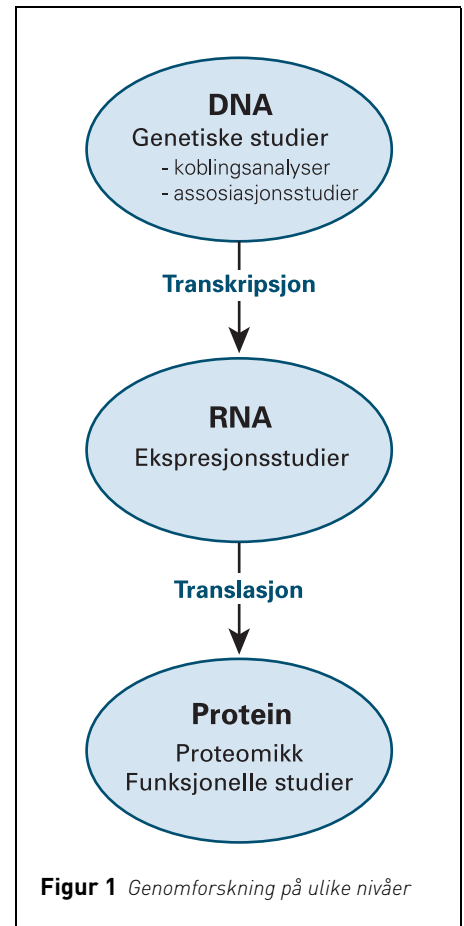 DNA
Genetiske studier
- koblingsanalyser
- assosiasjonsstudier
Transkripsjon
RNA
Ekspresjonsstudier
Translasjon
Protein
Proteomikk
Funksjonelle studier
Figur 1 Genomforskning på ulike nivåer